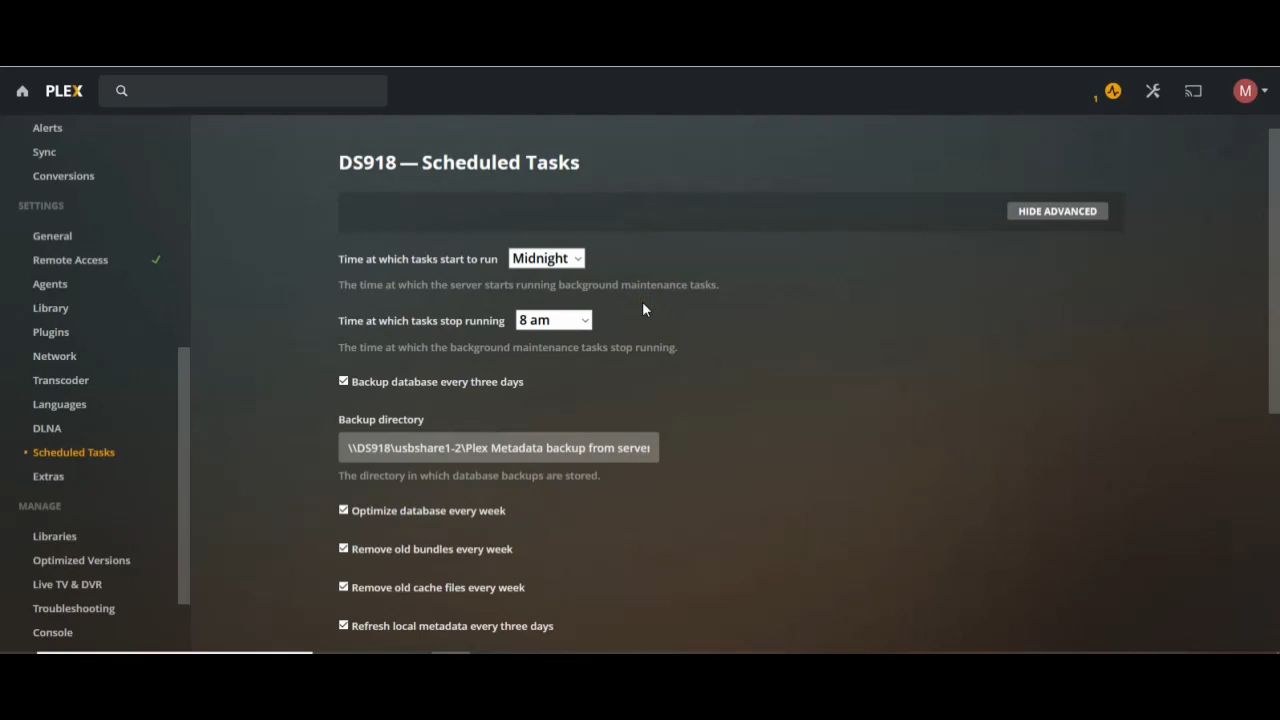 PLEX
1
M
Alerts
Sync
Conversions
SETTINGS
General
Remote Access
Agents
Library
Plugins
Network
Transcoder
Languages
DLNA
Scheduled Tasks
Extras
MANAGE
Libraries
Optimized Versions
Live TV & DVR
Troubleshooting
Console
DS918 — Scheduled Tasks
HIDE ADVANCED
Time at which tasks start to run Midnight
The time at which the server starts running background maintenance tasks.
Time at which tasks stop running 8 am
The time at which the background maintenance tasks stop running.
Backup database every three days
Backup directory
\\DS918\usbshare1-2\Plex Metadata backup from server
The directory in which database backups are stored.
Optimize database every week
Remove old bundles every week
Remove old cache files every week
Refresh local metadata every three days